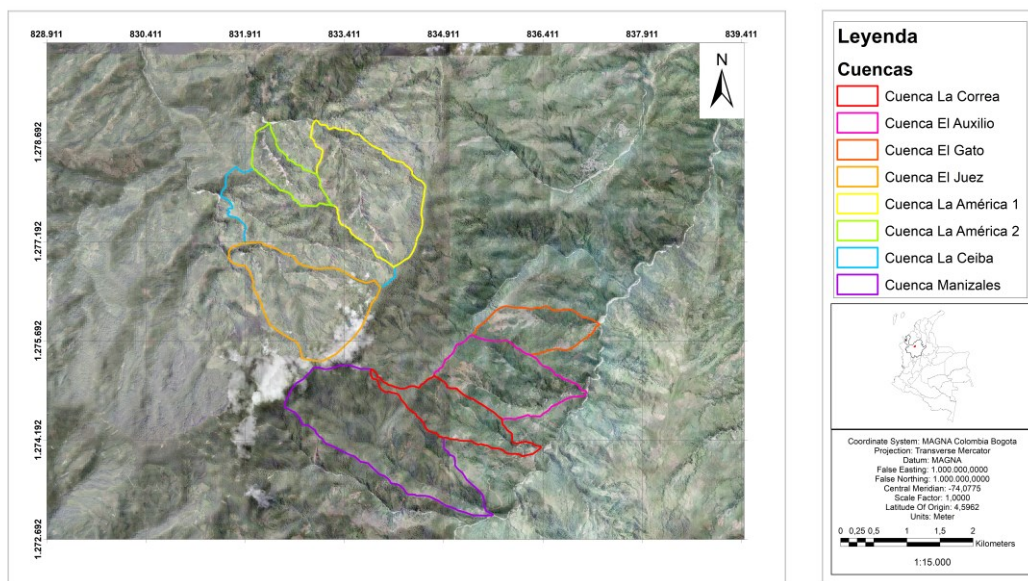 828.911 830.411 831.911 833.411 834.911 836.411 837.911 839.411
1.278.692
1.277.192
1.275.692
1.274.192
1.272.692
N
Leyenda
Cuencas
Cuenca La Correa
Cuenca El Auxilio
Cuenca El Gato
Cuenca El Juez
Cuenca La América 1
Cuenca La América 2
Cuenca La Ceiba
Cuenca Manizales
Coordinate System: MAGNA Colombia Bogota
Projection: Transverse Mercator
Datum: MAGNA
False Easting: 1.000.000,0000
False Northing: 1.000.000,0000
Central Meridian: -74,0775
Scale Factor: 1,0000
Latitude Of Origin: 4,5962
Units: Meter
0 0,25 0,5 1 1,5 2
Kilometers
1:15.000